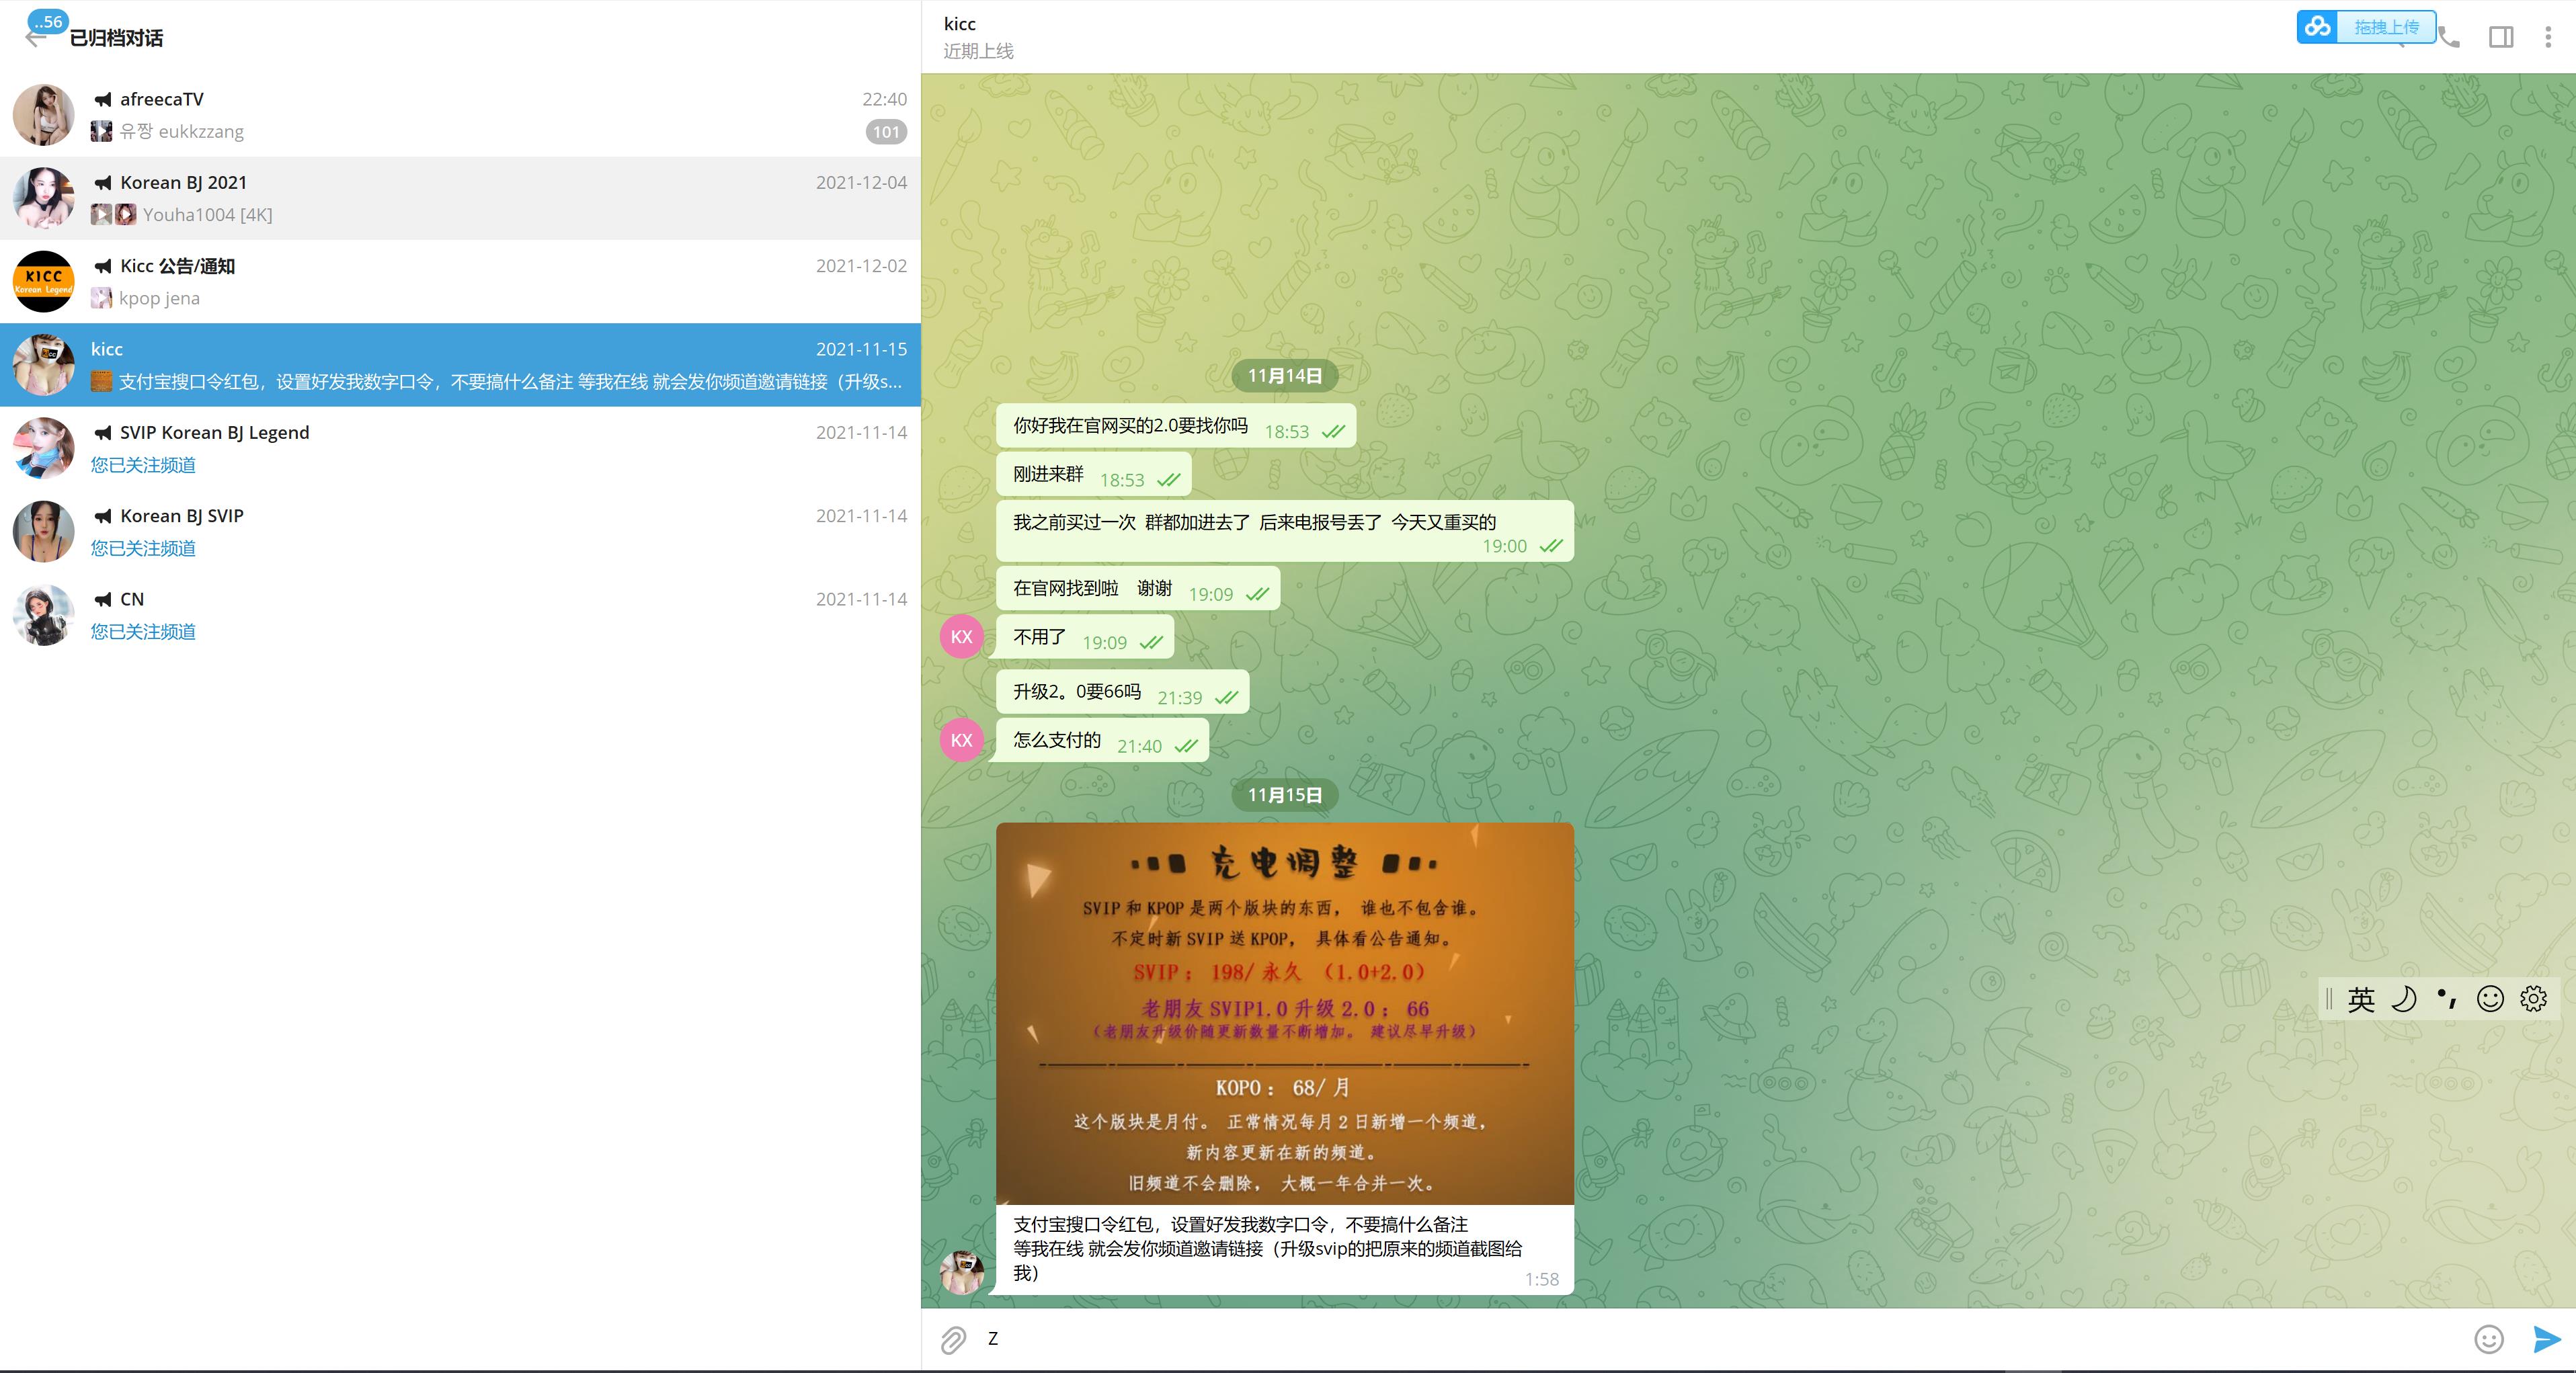 ..56
已归档对话
afreecaTV 22:40
유짱 eukkzzang 101
Korean BJ 2021 2021-12-04
Youha1004 [4K]
KICC
Korean Legend
Kicc 公告/通知 2021-12-02
kpop jena
kicc 2021-11-15
支付宝搜口令红包，设置好发我数字口令，不要搞什么备注 等我在线 就会发你频道邀请链接（升级s...
SVIP Korean BJ Legend 2021-11-14
您已关注频道
Korean BJ SVIP 2021-11-14
您已关注频道
CN 2021-11-14
您已关注频道
kicc
近期上线
拖拽上传
11月14日
你好我在官网买的2.0要找你吗 18:53
刚进来群 18:53
我之前买过一次 群都加进去了 后来电报号丢了 今天又重买的
19:00
在官网找到啦 谢谢 19:09
KX
不用了 19:09
升级2。0要66吗 21:39
KX
怎么支付的 21:40
11月15日
充电调整
SVIP 和 KPOP 是两个版块的东西， 谁也不包含谁。
不定时新 SVIP 送 KPOP， 具体看公告通知。
SVIP： 198/ 永久 （1.0+2.0）
老朋友 SVIP1.0 升级 2.0： 66
（老朋友升级价随更新数量不断增加。 建议尽早升级）
KOPO： 68/ 月
这个版块是月付。 正常情况每月 2 日新增一个频道，
新内容更新在新的频道。
旧频道不会删除， 大概一年合并一次。
支付宝搜口令红包，设置好发我数字口令，不要搞什么备注
等我在线 就会发你频道邀请链接（升级svip的把原来的频道截图给
我）
1:58
英
Z